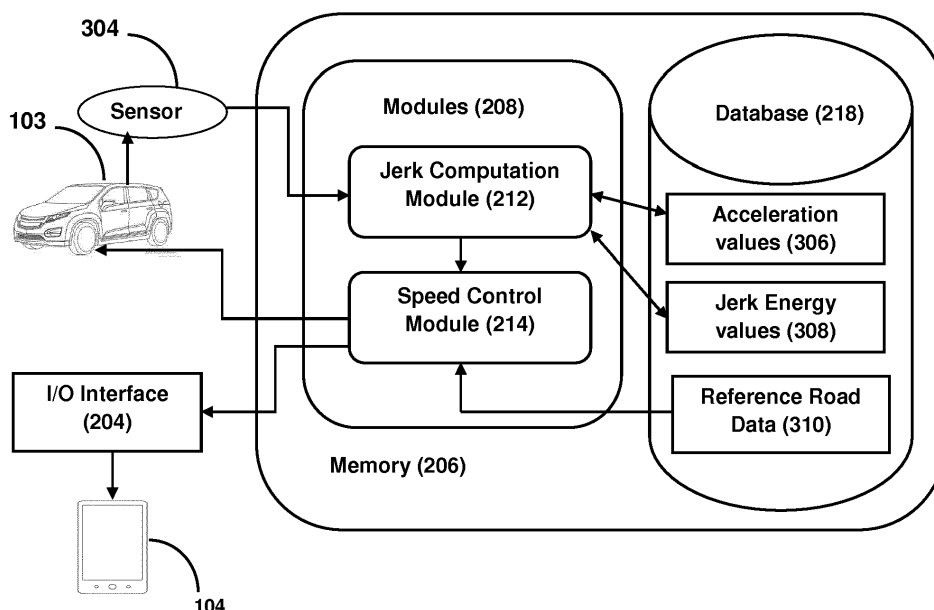 304
Sensor
103
Modules (208)
Database (218)
Jerk Computation
Module (212)
Acceleration
values (306)
Speed Control
Module (214)
Jerk Energy
values (308)
I/O Interface
(204)
Reference Road
Data (310)
Memory (206)
104